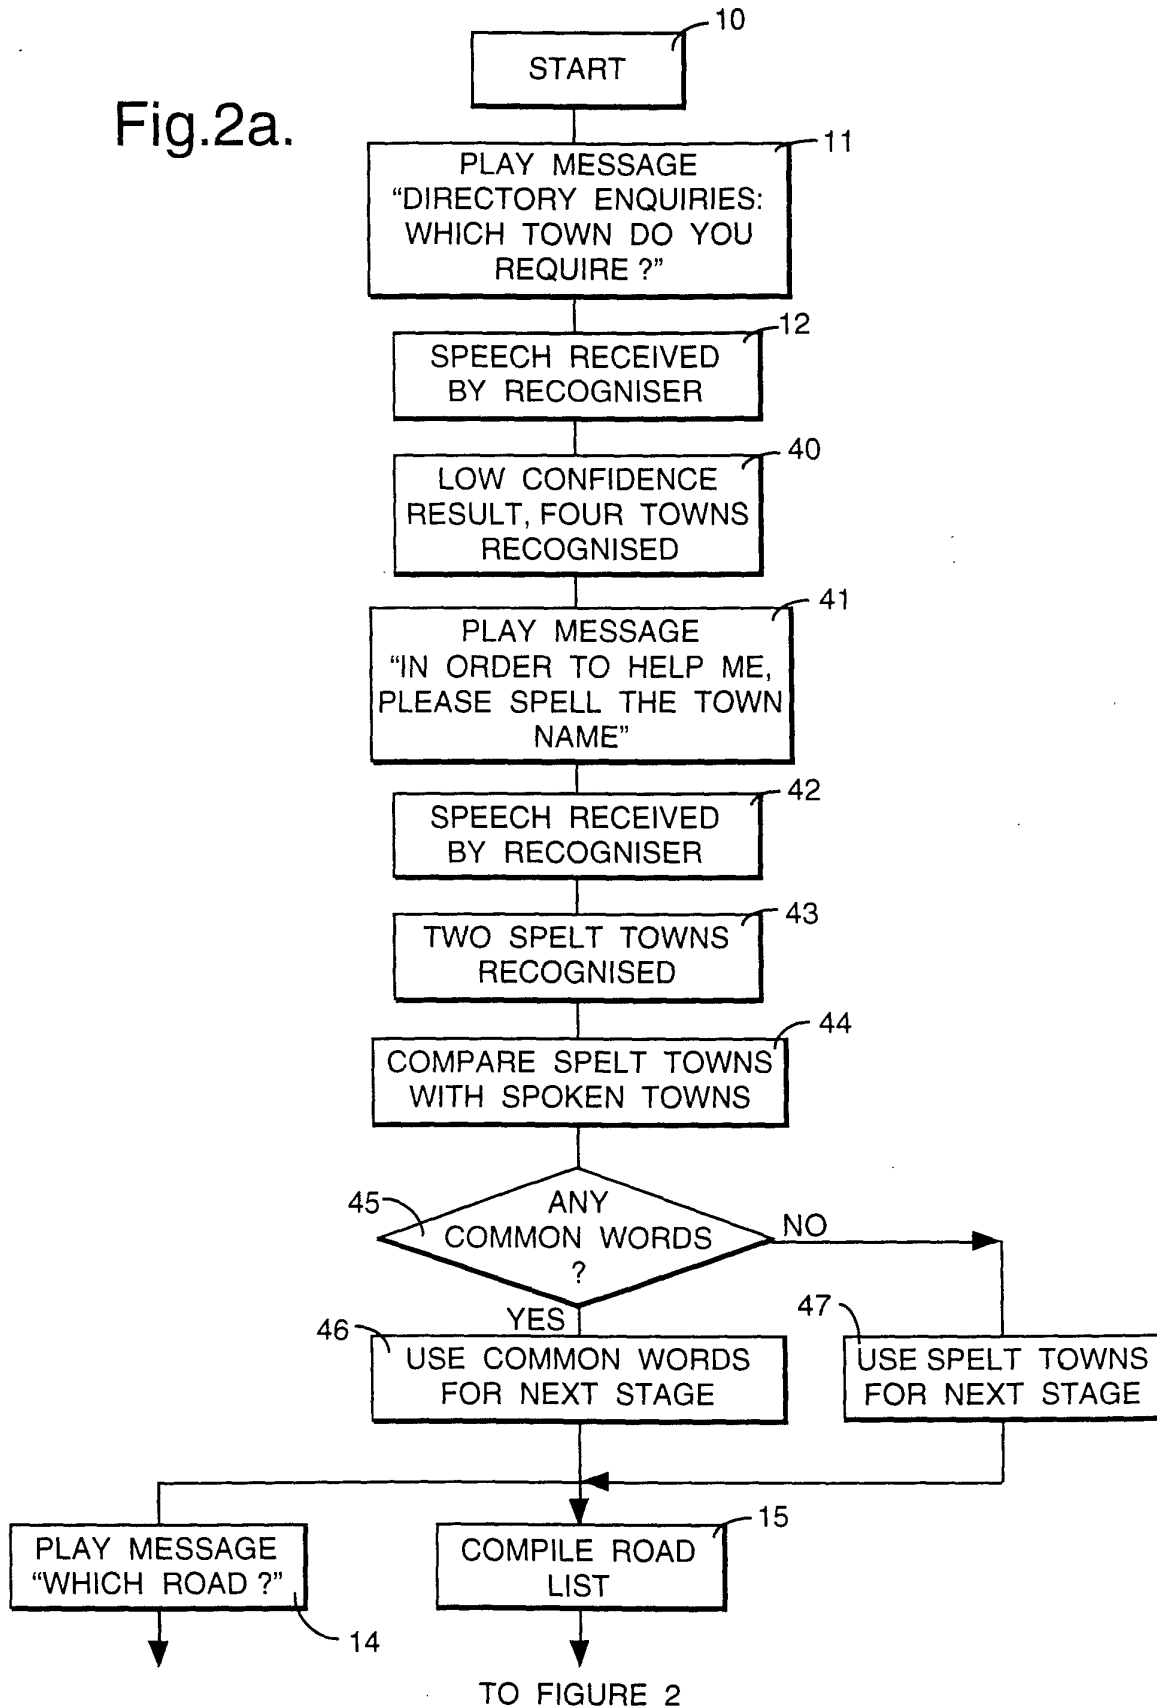 10
START
Fig.2a.
11
PLAY MESSAGE
“DIRECTORY ENQUIRIES:
WHICH TOWN DO YOU
REQUIRE ?”
12
SPEECH RECEIVED
BY RECOGNISER
40
LOW CONFIDENCE
RESULT, FOUR TOWNS
RECOGNISED
41
PLAY MESSAGE
“IN ORDER TO HELP ME,
PLEASE SPELL THE TOWN
NAME”
42
SPEECH RECEIVED
BY RECOGNISER
43
TWO SPELT TOWNS
RECOGNISED
44
COMPARE SPELT TOWNS
WITH SPOKEN TOWNS
45
ANY
COMMON WORDS
?
NO
YES
46
USE COMMON WORDS
FOR NEXT STAGE
47
USE SPELT TOWNS
FOR NEXT STAGE
PLAY MESSAGE
“WHICH ROAD ?”
14
15
COMPILE ROAD
LIST
TO FIGURE 2